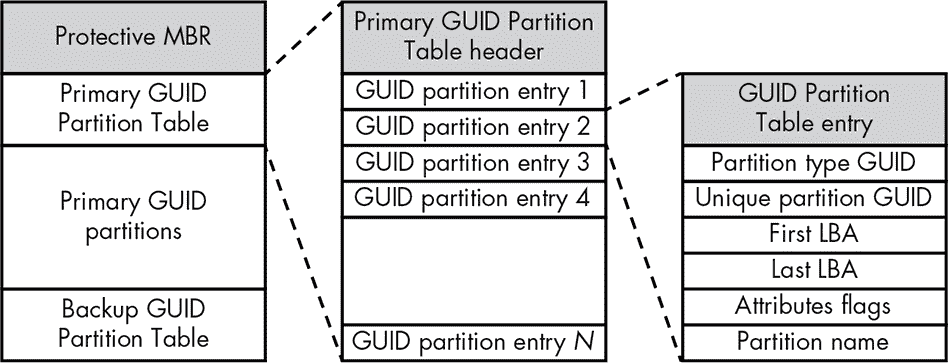 Protective MBR
Primary GUID
Partition Table
Primary GUID
partitions
Backup GUID
Partition Table
Primary GUID Partition
Table header
GUID partition entry 1
GUID partition entry 2
GUID partition entry 3
GUID partition entry 4
GUID partition entry N
GUID Partition
Table entry
Partition type GUID
Unique partition GUID
First LBA
Last LBA
Attributes flags
Partition name